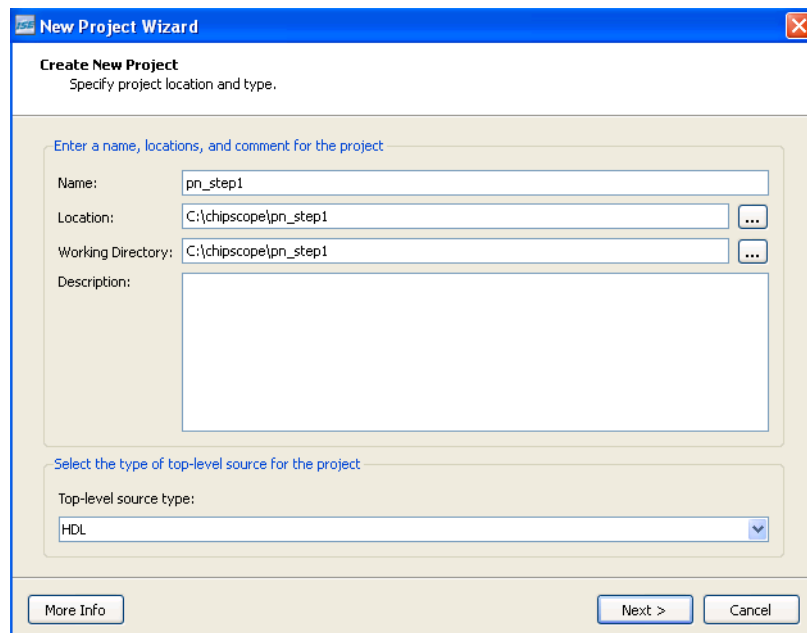 ISE New Project Wizard
Create New Project
Specify project location and type.
Enter a name, locations, and comment for the project
Name: pn_step1
Location: C:\chipscope\pn_step1 ...
Working Directory: C:\chipscope\pn_step1 ...
Description:
Select the type of top-level source for the project
Top-level source type:
HDL
More Info Next > Cancel